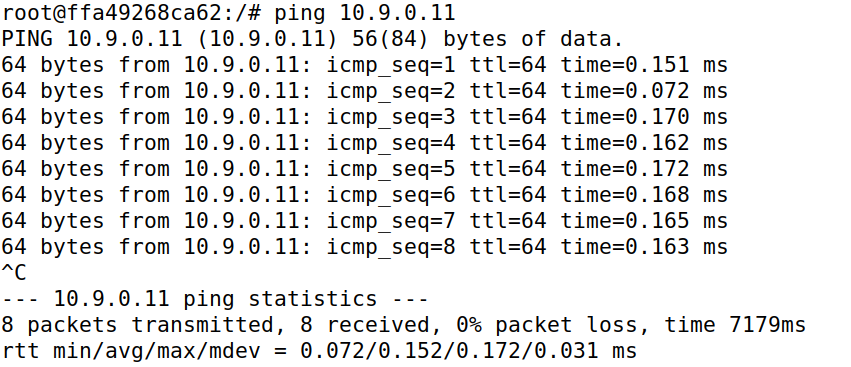 root@ffa49268ca62:/# ping 10.9.0.11
PING 10.9.0.11 (10.9.0.11) 56(84) bytes of data.
64 bytes from 10.9.0.11: icmp_seq=1 ttl=64 time=0.151 ms
64 bytes from 10.9.0.11: icmp_seq=2 ttl=64 time=0.072 ms
64 bytes from 10.9.0.11: icmp_seq=3 ttl=64 time=0.170 ms
64 bytes from 10.9.0.11: icmp_seq=4 ttl=64 time=0.162 ms
64 bytes from 10.9.0.11: icmp_seq=5 ttl=64 time=0.172 ms
64 bytes from 10.9.0.11: icmp_seq=6 ttl=64 time=0.168 ms
64 bytes from 10.9.0.11: icmp_seq=7 ttl=64 time=0.165 ms
64 bytes from 10.9.0.11: icmp_seq=8 ttl=64 time=0.163 ms
^C
--- 10.9.0.11 ping statistics ---
8 packets transmitted, 8 received, 0% packet loss, time 7179ms
rtt min/avg/max/mdev = 0.072/0.152/0.172/0.031 ms